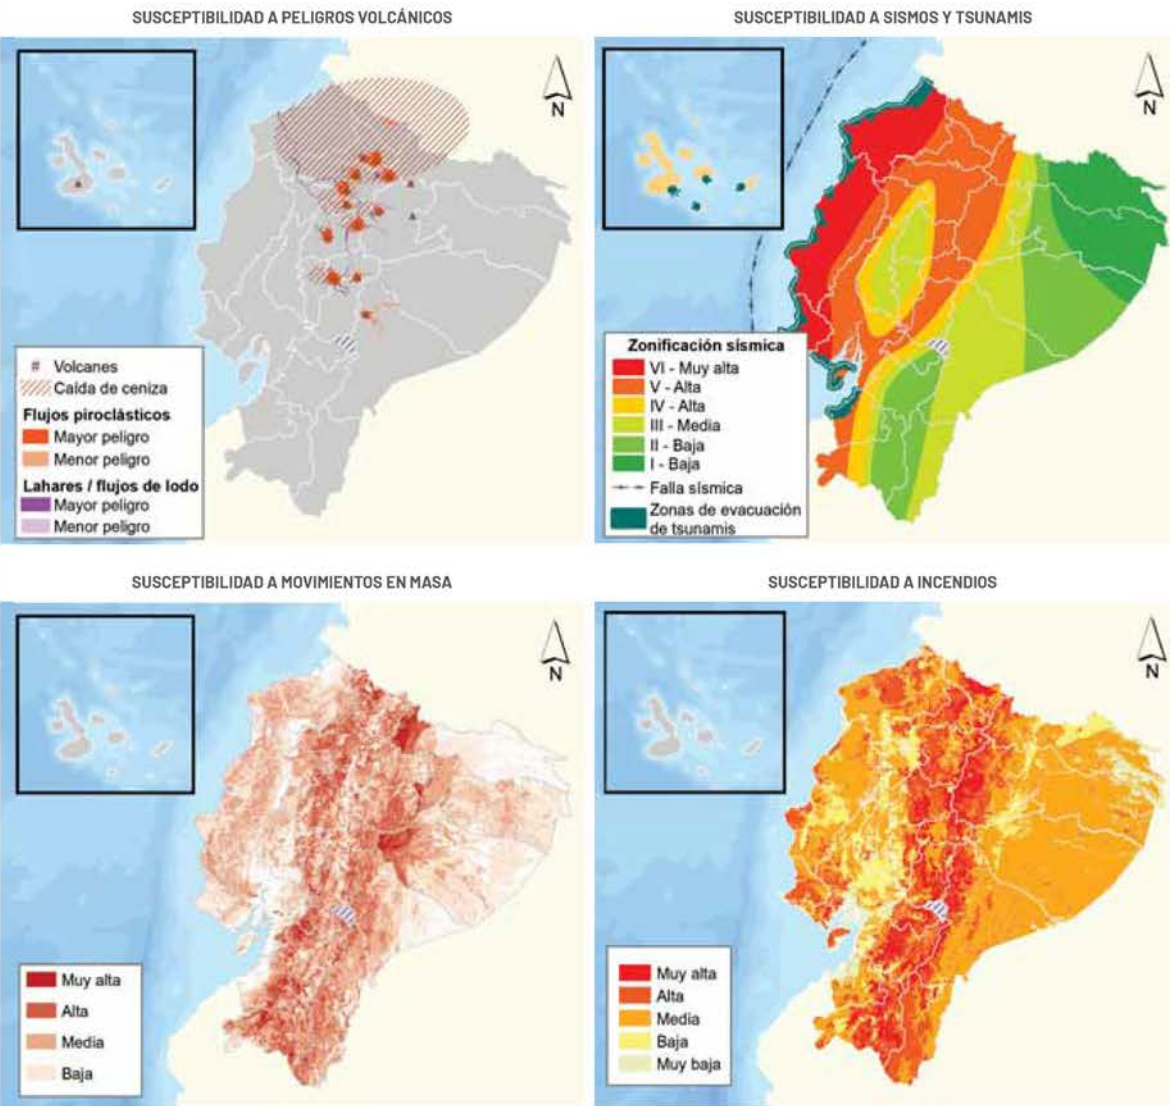 SUSCEPTIBILIDAD A PELIGROS VOLCÁNICOS
N
# Volcanes
Caída de ceniza
Flujos piroclásticos
Mayor peligro
Menor peligro
Lahares / flujos de lodo
Mayor peligro
Menor peligro
SUSCEPTIBILIDAD A SISMOS Y TSUNAMIS
N
Zonificación sísmica
VI - Muy alta
V - Alta
IV - Alta
III - Media
II - Baja
I - Baja
Falla sísmica
Zonas de evacuación
de tsunamis
SUSCEPTIBILIDAD A MOVIMIENTOS EN MASA
N
Muy alta
Alta
Media
Baja
SUSCEPTIBILIDAD A INCENDIOS
N
Muy alta
Alta
Media
Baja
Muy baja